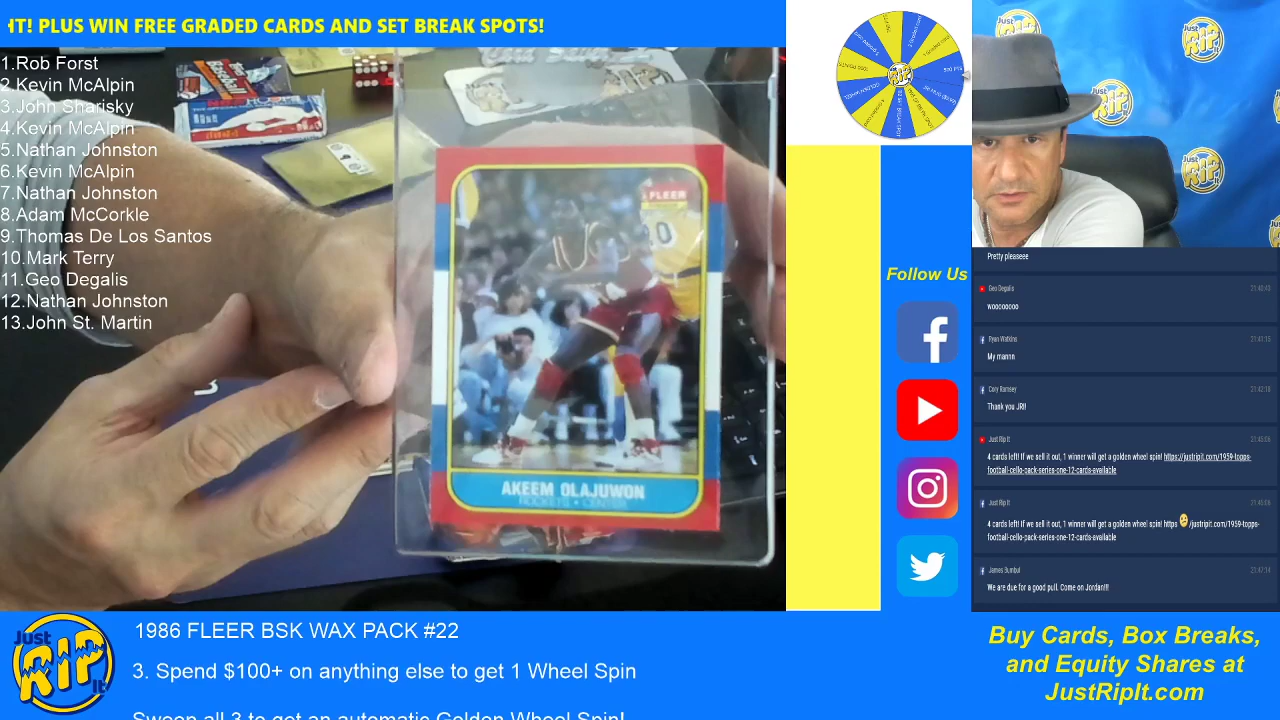 IT! PLUS WIN FREE GRADED CARDS AND SET BREAK SPOTS!
1.Rob Forst
2.Kevin McAlpin
3.John Sharisky
4.Kevin McAlpin
5.Nathan Johnston
6.Kevin McAlpin
7.Nathan Johnston
8.Adam McCorkle
9.Thomas De Los Santos
10.Mark Terry
11.Geo Degalis
12.Nathan Johnston
13.John St. Martin
FLEER
AKEEM OLAJUWON
ROCKETS • CENTER
RIP
Just
RIP
It
Follow Us
Pretty pleaseee
Geo Degalis
woooooooo
Ryan Watkins
My mannn
Cory Ramsey
Thank you JRI!
Just Rip It
4 cards left! If we sell it out, 1 winner will get a golden wheel spin! https://justripit.com/1959-topps-
football-cello-pack-series-one-12-cards-available
Just Rip It
4 cards left! If we sell it out, 1 winner will get a golden wheel spin! https 🫤 /justripit.com/1959-topps-
football-cello-pack-series-one-12-cards-available
James Bumbul
We are due for a good pull. Come on Jordan!!!
Just
RIP
It
1986 FLEER BSK WAX PACK #22
3. Spend $100+ on anything else to get 1 Wheel Spin
Sweep all 3 to get an automatic Golden Wheel Spin!
Buy Cards, Box Breaks,
and Equity Shares at
JustRipIt.com